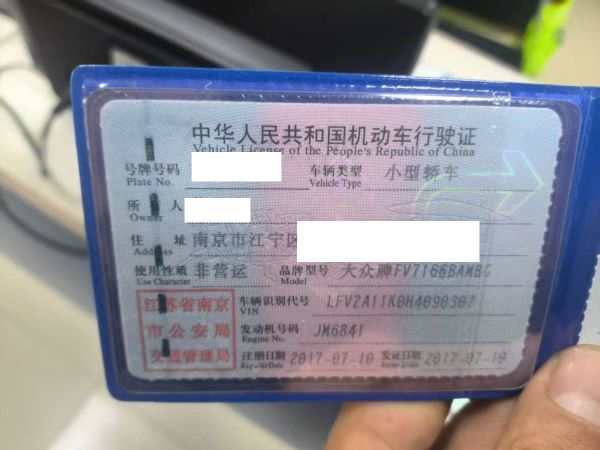 中华人民共和国机动车行驶证
Vehicle License of the People's Republic of China
号牌号码 Plate No. 车辆类型 Vehicle Type 小型轿车
所有人 Owner
住址 南京市江宁区
使用性质 Use Character 非营运 品牌型号 Model 大众牌FV7166BAMBG
江苏省南京市公安局交通管理局
车辆识别代号 VIN LFV2A11K0H4090307
发动机号码 Engine No. JM6841
注册日期 Register Date 2017-07-10 发证日期 Issue Date 2017-07-10